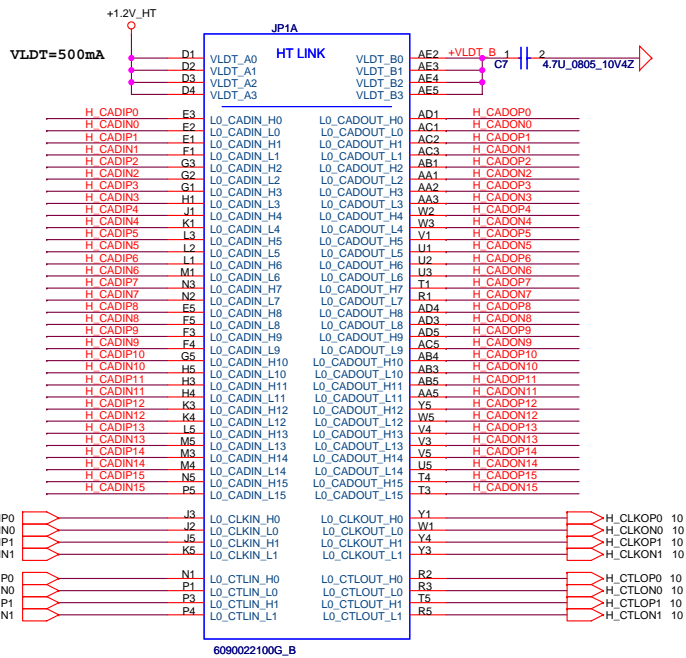 +1.2V_HT
JP1A
VLDT=500mA
HT LINK
D1 VLDT_A0 VLDT_B0 AE2 +VLDT_B 1 2
D2 VLDT_A1 VLDT_B1 AE3 C7 4.7U_0805_10V4Z
D3 VLDT_A2 VLDT_B2 AE4
D4 VLDT_A3 VLDT_B3 AE5
H_CADIP0 E3 L0_CADIN_H0 L0_CADOUT_H0 AD1 H_CADOP0
H_CADIN0 E2 L0_CADIN_L0 L0_CADOUT_L0 AC1 H_CADON0
H_CADIP1 E1 L0_CADIN_H1 L0_CADOUT_H1 AC2 H_CADOP1
H_CADIN1 F1 L0_CADIN_L1 L0_CADOUT_L1 AC3 H_CADON1
H_CADIP2 G3 L0_CADIN_H2 L0_CADOUT_H2 AB1 H_CADOP2
H_CADIN2 G2 L0_CADIN_L2 L0_CADOUT_L2 AA1 H_CADON2
H_CADIP3 G1 L0_CADIN_H3 L0_CADOUT_H3 AA2 H_CADOP3
H_CADIN3 H1 L0_CADIN_L3 L0_CADOUT_L3 AA3 H_CADON3
H_CADIP4 J1 L0_CADIN_H4 L0_CADOUT_H4 W2 H_CADOP4
H_CADIN4 K1 L0_CADIN_L4 L0_CADOUT_L4 W3 H_CADON4
H_CADIP5 L3 L0_CADIN_H5 L0_CADOUT_H5 V1 H_CADOP5
H_CADIN5 L2 L0_CADIN_L5 L0_CADOUT_L5 U1 H_CADON5
H_CADIP6 L1 L0_CADIN_H6 L0_CADOUT_H6 U2 H_CADOP6
H_CADIN6 M1 L0_CADIN_L6 L0_CADOUT_L6 U3 H_CADON6
H_CADIP7 N3 L0_CADIN_H7 L0_CADOUT_H7 T1 H_CADOP7
H_CADIN7 N2 L0_CADIN_L7 L0_CADOUT_L7 R1 H_CADON7
H_CADIP8 E5 L0_CADIN_H8 L0_CADOUT_H8 AD4 H_CADOP8
H_CADIN8 F5 L0_CADIN_L8 L0_CADOUT_L8 AD3 H_CADON8
H_CADIP9 F3 L0_CADIN_H9 L0_CADOUT_H9 AD5 H_CADOP9
H_CADIN9 F4 L0_CADIN_L9 L0_CADOUT_L9 AC5 H_CADON9
H_CADIP10 G5 L0_CADIN_H10 L0_CADOUT_H10 AB4 H_CADOP10
H_CADIN10 H5 L0_CADIN_L10 L0_CADOUT_L10 AB3 H_CADON10
H_CADIP11 H3 L0_CADIN_H11 L0_CADOUT_H11 AB5 H_CADOP11
H_CADIN11 H4 L0_CADIN_L11 L0_CADOUT_L11 AA5 H_CADON11
H_CADIP12 K3 L0_CADIN_H12 L0_CADOUT_H12 Y5 H_CADOP12
H_CADIN12 K4 L0_CADIN_L12 L0_CADOUT_L12 W5 H_CADON12
H_CADIP13 L5 L0_CADIN_H13 L0_CADOUT_H13 V4 H_CADOP13
H_CADIN13 M5 L0_CADIN_L13 L0_CADOUT_L13 V3 H_CADON13
H_CADIP14 M3 L0_CADIN_H14 L0_CADOUT_H14 V5 H_CADOP14
H_CADIN14 M4 L0_CADIN_L14 L0_CADOUT_L14 U5 H_CADON14
H_CADIP15 N5 L0_CADIN_H15 L0_CADOUT_H15 T4 H_CADOP15
H_CADIN15 P5 L0_CADIN_L15 L0_CADOUT_L15 T3 H_CADON15
P0 J3 L0_CLKIN_H0 L0_CLKOUT_H0 Y1 H_CLKOP0 10
N0 J2 L0_CLKIN_L0 L0_CLKOUT_L0 W1 H_CLKON0 10
P1 J5 L0_CLKIN_H1 L0_CLKOUT_H1 Y4 H_CLKOP1 10
N1 K5 L0_CLKIN_L1 L0_CLKOUT_L1 Y3 H_CLKON1 10
P0 N1 L0_CTLIN_H0 L0_CTLOUT_H0 R2 H_CTLOP0 10
N0 P1 L0_CTLIN_L0 L0_CTLOUT_L0 R3 H_CTLON0 10
P1 P3 L0_CTLIN_H1 L0_CTLOUT_H1 T5 H_CTLOP1 10
N1 P4 L0_CTLIN_L1 L0_CTLOUT_L1 R5 H_CTLON1 10
6090022100G_B